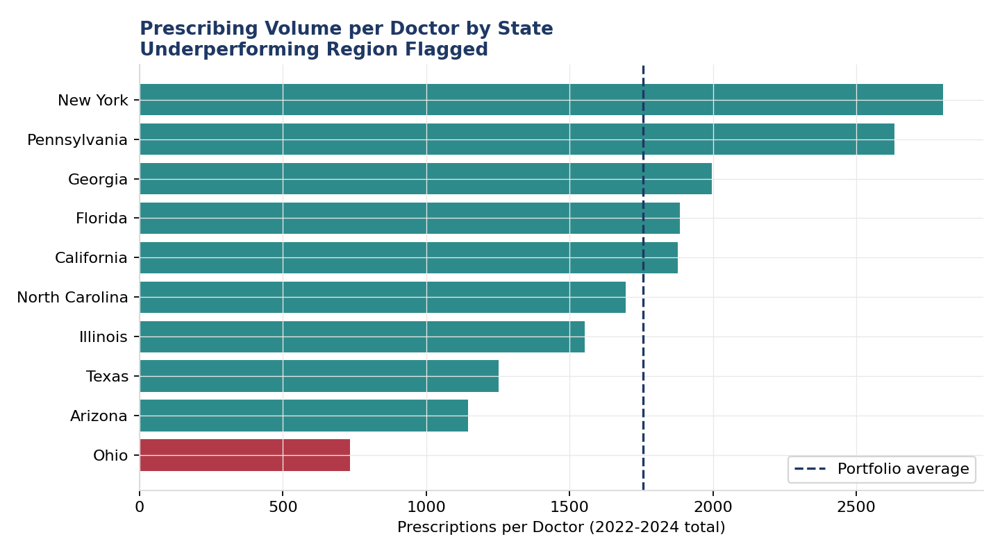 Prescribing Volume per Doctor by State
Underperforming Region Flagged
New York
Pennsylvania
Georgia
Florida
California
North Carolina
Illinois
Texas
Arizona
Ohio
Portfolio average
0 500 1000 1500 2000 2500
Prescriptions per Doctor (2022-2024 total)